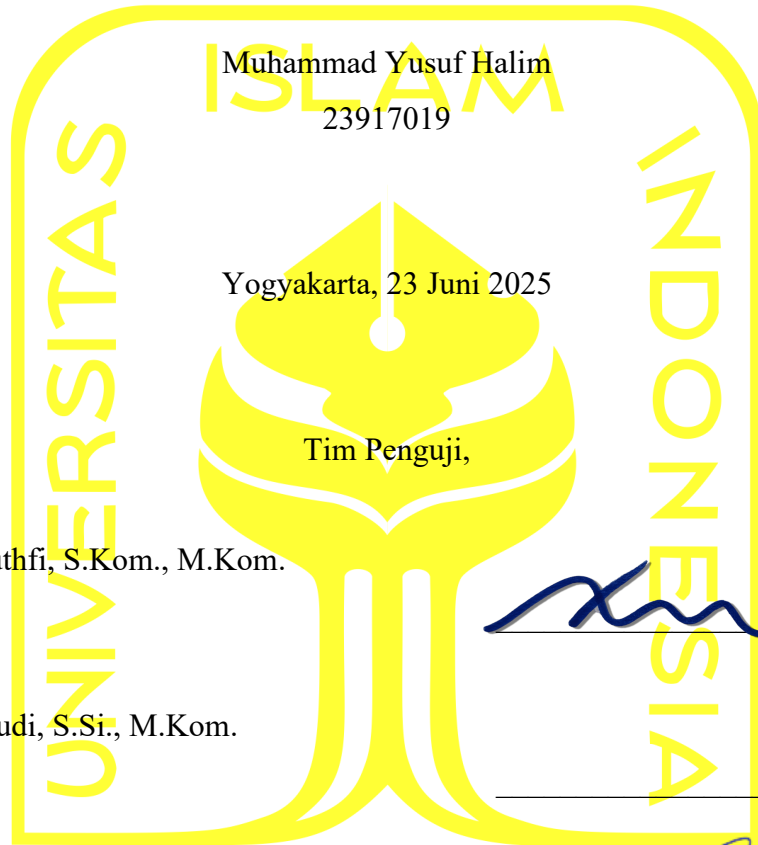 ISLAM
UNIVERSITAS
INDONESIA
Muhammad Yusuf Halim
23917019
Yogyakarta, 23 Juni 2025
Tim Penguji,
S.Kom., M.Kom.
S.Si., M.Kom.